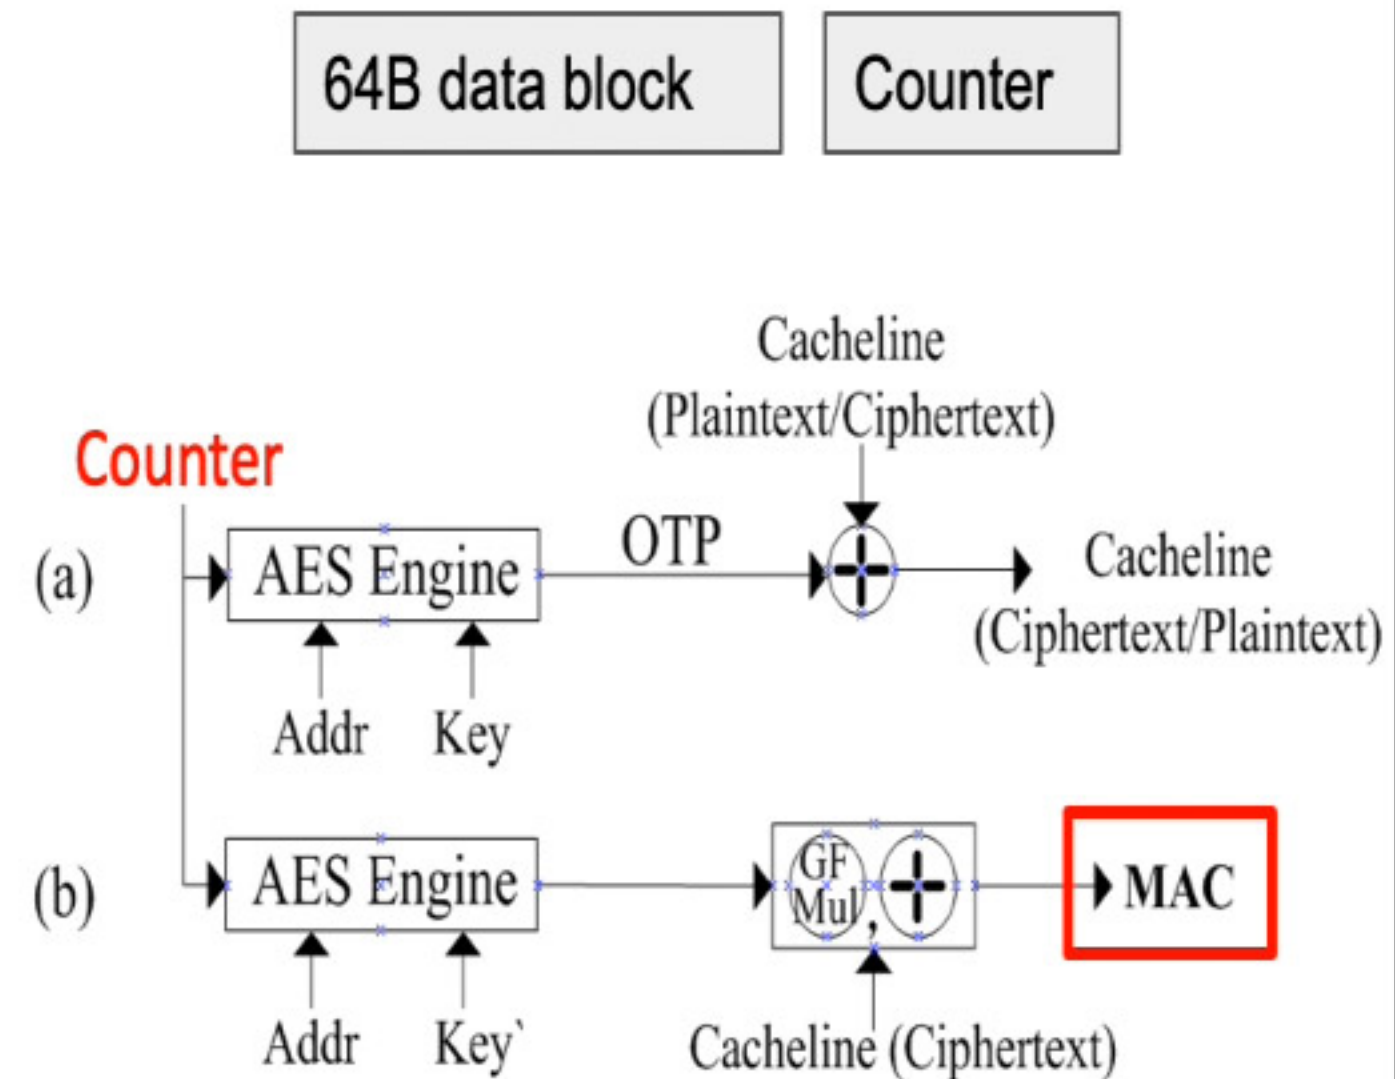 64B data block
Counter
Cacheline
(Plaintext/Ciphertext)
Counter
(a)
AES Engine
OTP
Cacheline
(Ciphertext/Plaintext)
Addr
Key
(b)
AES Engine
GF
Mul
,
MAC
Addr
Key`
Cacheline (Ciphertext)